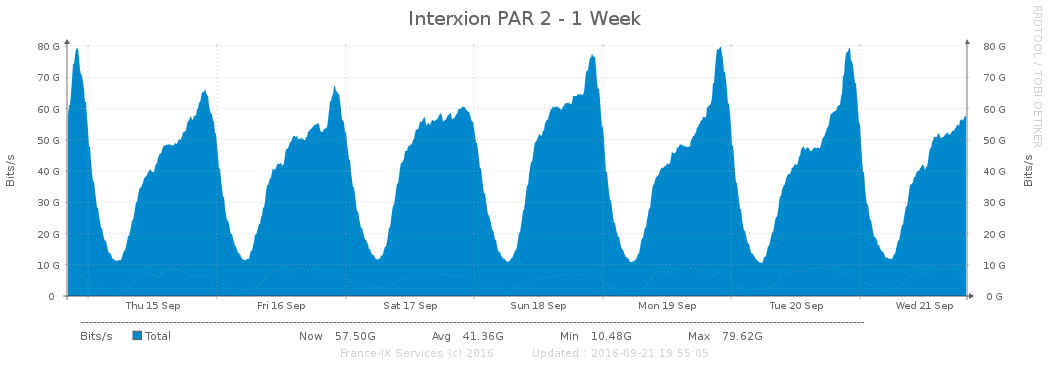 Interxion PAR 2 - 1 Week
RRDTOOL / TOBI OETIKER
80 G 80 G
70 G 70 G
60 G 60 G
50 G 50 G
40 G 40 G
30 G 30 G
20 G 20 G
10 G 10 G
0 0 G
Bits/s
Bits/s
Thu 15 Sep Fri 16 Sep Sat 17 Sep Sun 18 Sep Mon 19 Sep Tue 20 Sep Wed 21 Sep
Bits/s Total Now 57.50G Avg 41.36G Min 10.48G Max 79.62G
France-IX Services (c) 2016 Updated : 2016-09-21 19:55:05